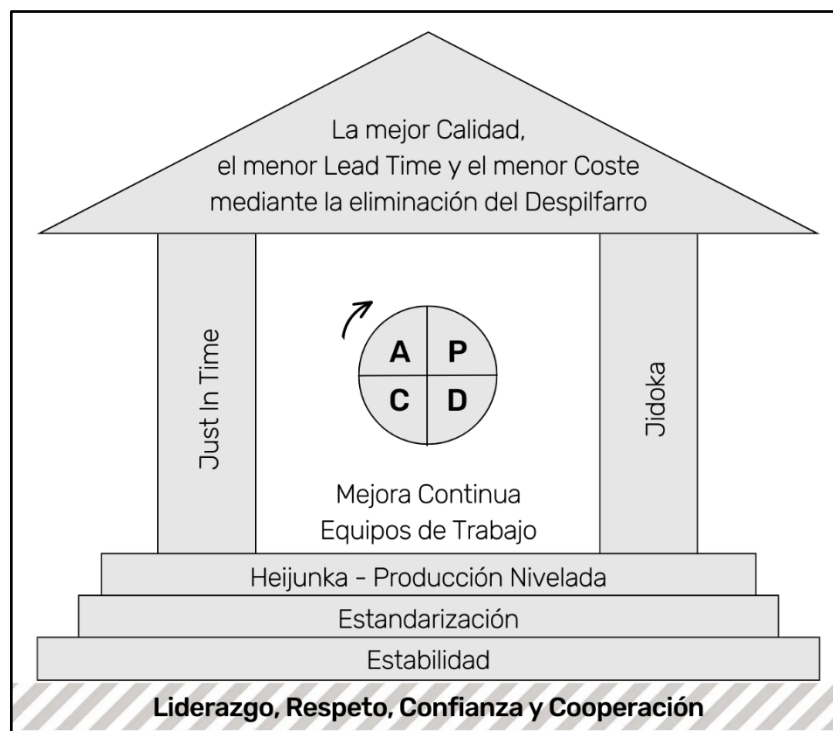 La mejor Calidad,
el menor Lead Time y el menor Coste
mediante la eliminación del Despilfarro
Just In Time
A P
C D
Jidoka
Mejora Continua
Equipos de Trabajo
Heijunka - Producción Nivelada
Estandarización
Estabilidad
Liderazgo, Respeto, Confianza y Cooperación